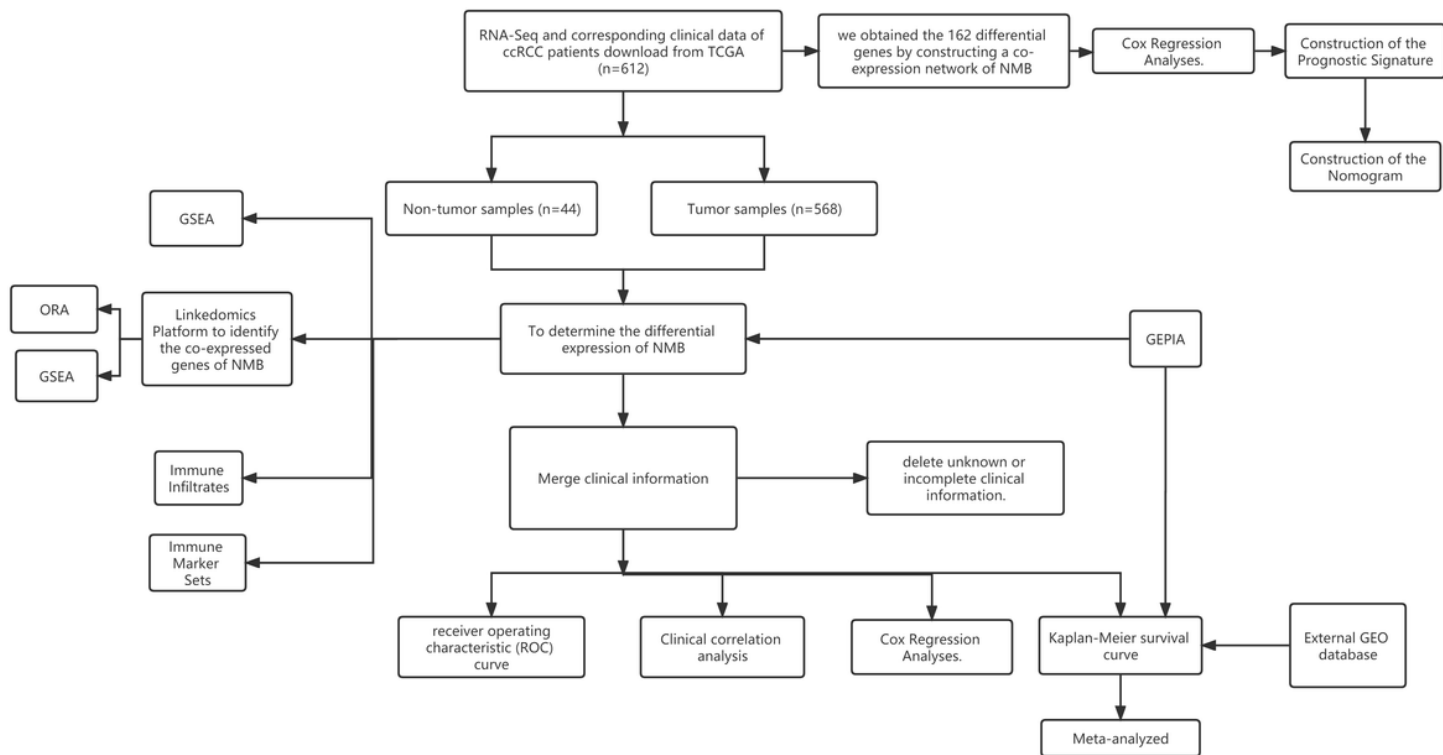 RNA-Seq and corresponding clinical data of
ccRCC patients download from TCGA
(n=612)
we obtained the 162 differential
genes by constructing a co-
expression network of NMB
Cox Regression
Analyses.
Construction of the
Prognostic Signature
Construction of the
Nomogram
Non-tumor samples (n=44)
Tumor samples (n=568)
GSEA
ORA
GSEA
Linkedomics
Platform to identify
the co-expressed
genes of NMB
To determine the differential
expression of NMB
GEPIA
Immune
Infiltrates
Immune
Marker
Sets
Merge clinical information
delete unknown or
incomplete clinical
information.
receiver operating
characteristic (ROC)
curve
Clinical correlation
analysis
Cox Regression
Analyses.
Kaplan-Meier survival
curve
External GEO
database
Meta-analyzed